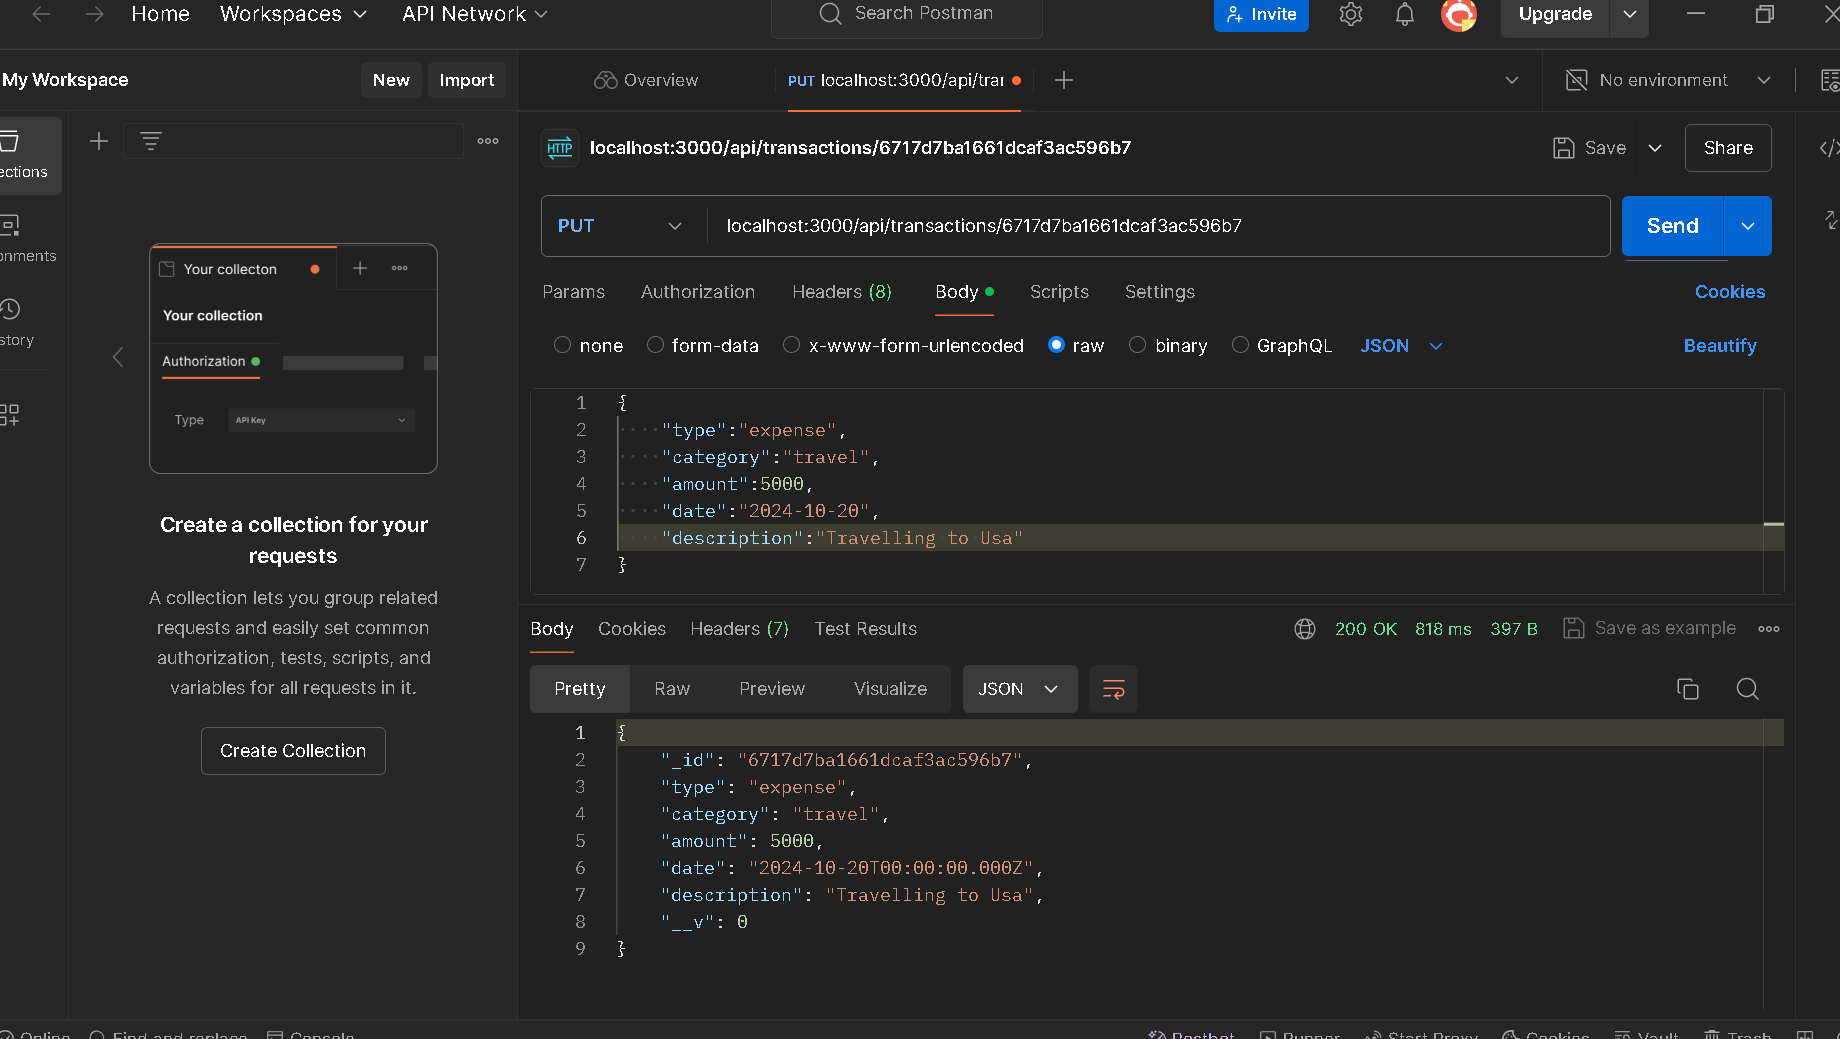 Home Workspaces API Network Search Postman Invite Upgrade
My Workspace New Import Overview PUT localhost:3000/api/trar No environment
ections
onments
story
Your collecton
Your collection
Authorization
Type API Key
Create a collection for your
requests
A collection lets you group related
requests and easily set common
authorization, tests, scripts, and
variables for all requests in it.
Create Collection
HTTP localhost:3000/api/transactions/6717d7ba1661dcaf3ac596b7 Save Share
PUT localhost:3000/api/transactions/6717d7ba1661dcaf3ac596b7 Send
Params Authorization Headers (8) Body Scripts Settings Cookies
none form-data x-www-form-urlencoded raw binary GraphQL JSON Beautify
1 {
2 "type":"expense",
3 "category":"travel",
4 "amount":5000,
5 "date":"2024-10-20",
6 "description":"Travelling to Usa"
7 }
Body Cookies Headers (7) Test Results 200 OK 818 ms 397 B Save as example
Pretty Raw Preview Visualize JSON
1 {
2 "_id": "6717d7ba1661dcaf3ac596b7",
3 "type": "expense",
4 "category": "travel",
5 "amount": 5000,
6 "date": "2024-10-20T00:00:00.000Z",
7 "description": "Travelling to Usa",
8 "__v": 0
9 }
Online Find and replace Console Postbot Runner Start Proxy Cookies Vault Trash